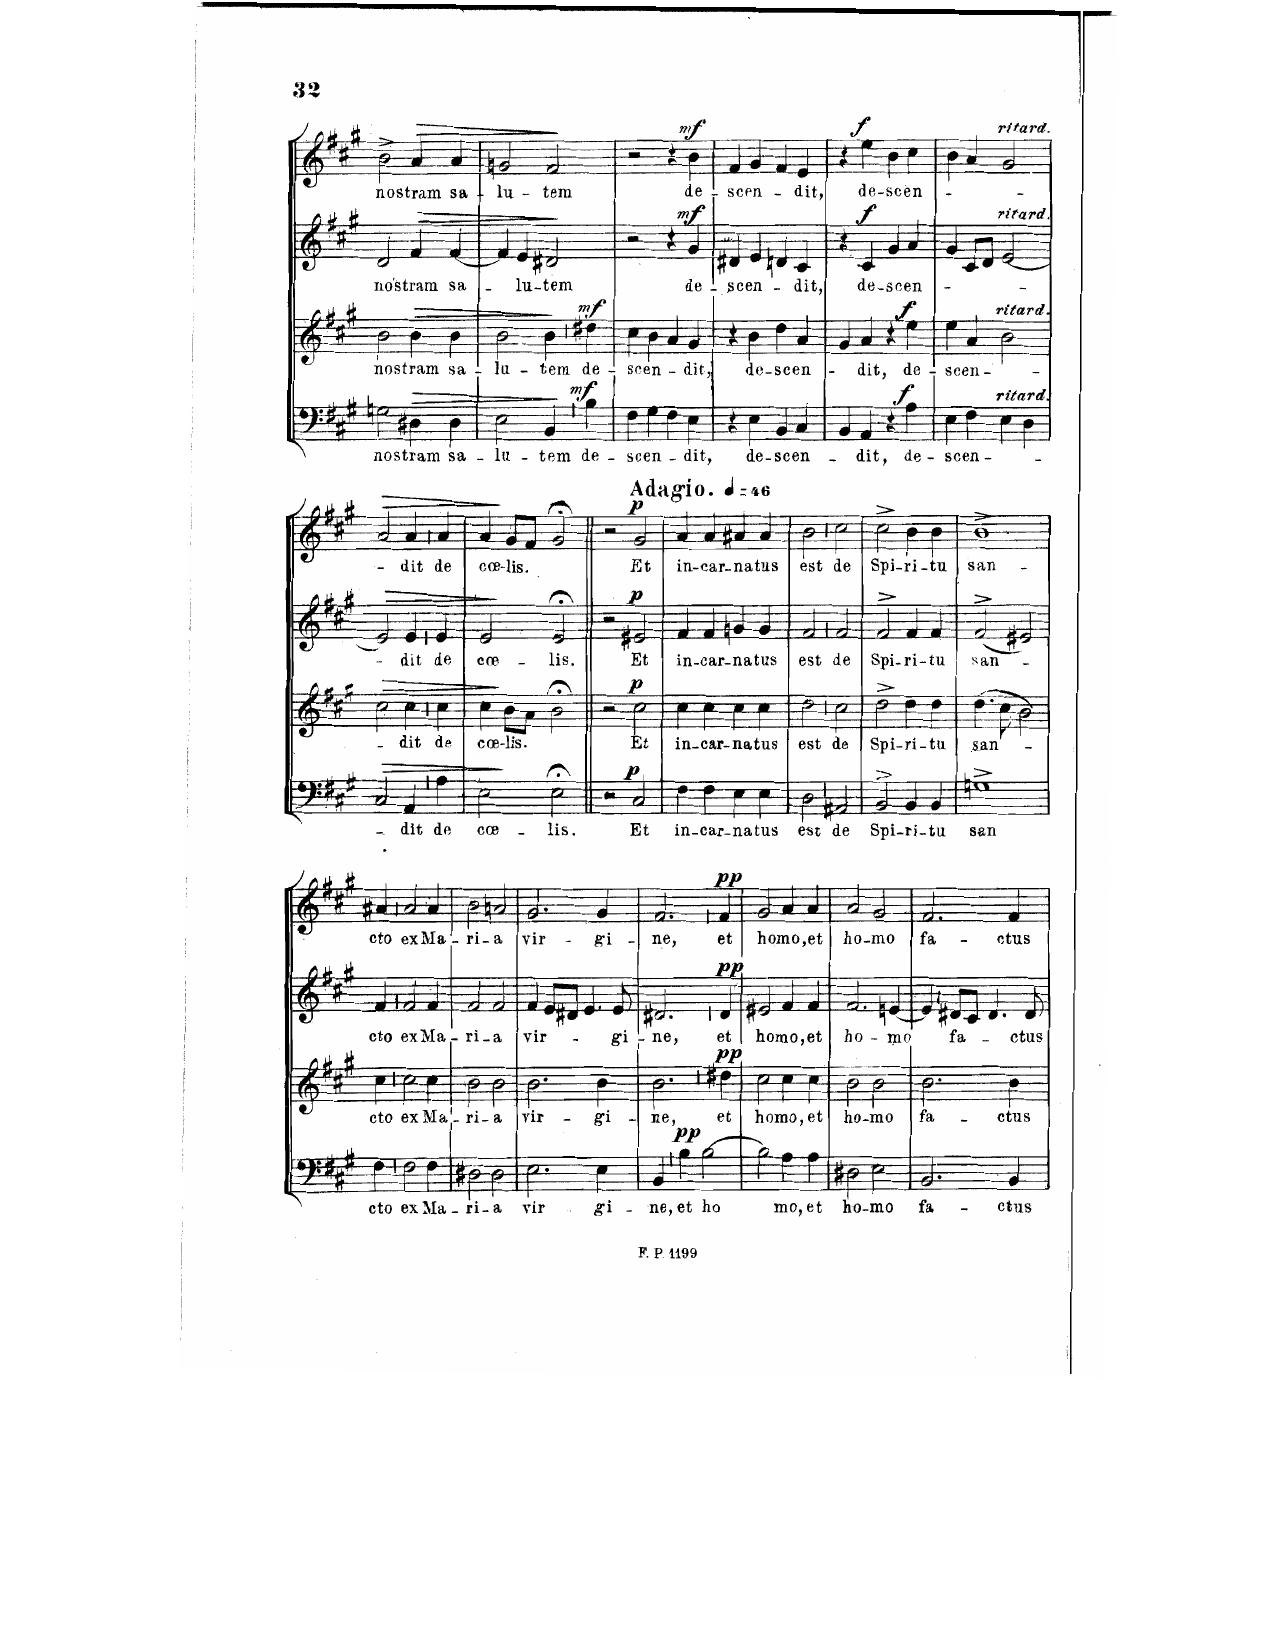 32
mf
f
ritard.
nostram sa - lu - tem de - scen - dit, de-scen -
mf
f
ritard.
nostram sa - lu-tem de - scen - dit, de-scen -
mf
f
ritard.
nostram sa - lu - tem de - scen - dit, de-scen - dit, de - scen -
mf
f
ritard.
nostram sa - lu - tem de - scen - dit, de-scen - dit, de - scen -
Adagio. = 46
p
- dit de cœ-lis. Et in-car-natus est de Spi-ri-tu san -
p
- dit de cœ - lis. Et in-car-natus est de Spi-ri-tu san -
p
- dit de cœ-lis. Et in-car-natus est de Spi-ri-tu san -
p
- dit de cœ - lis. Et in-car-natus est de Spi-ri-tu san
pp
cto ex Ma - ri - a vir - gi - ne, et homo, et ho-mo fa - ctus
pp
cto ex Ma - ri - a vir - gi - ne, et homo, et ho - mo fa - ctus
pp
cto ex Ma - ri - a vir - gi - ne, et homo, et ho-mo fa - ctus
pp
cto ex Ma - ri - a vir gi - ne, et ho mo, et ho-mo fa - ctus
F. P. 1199